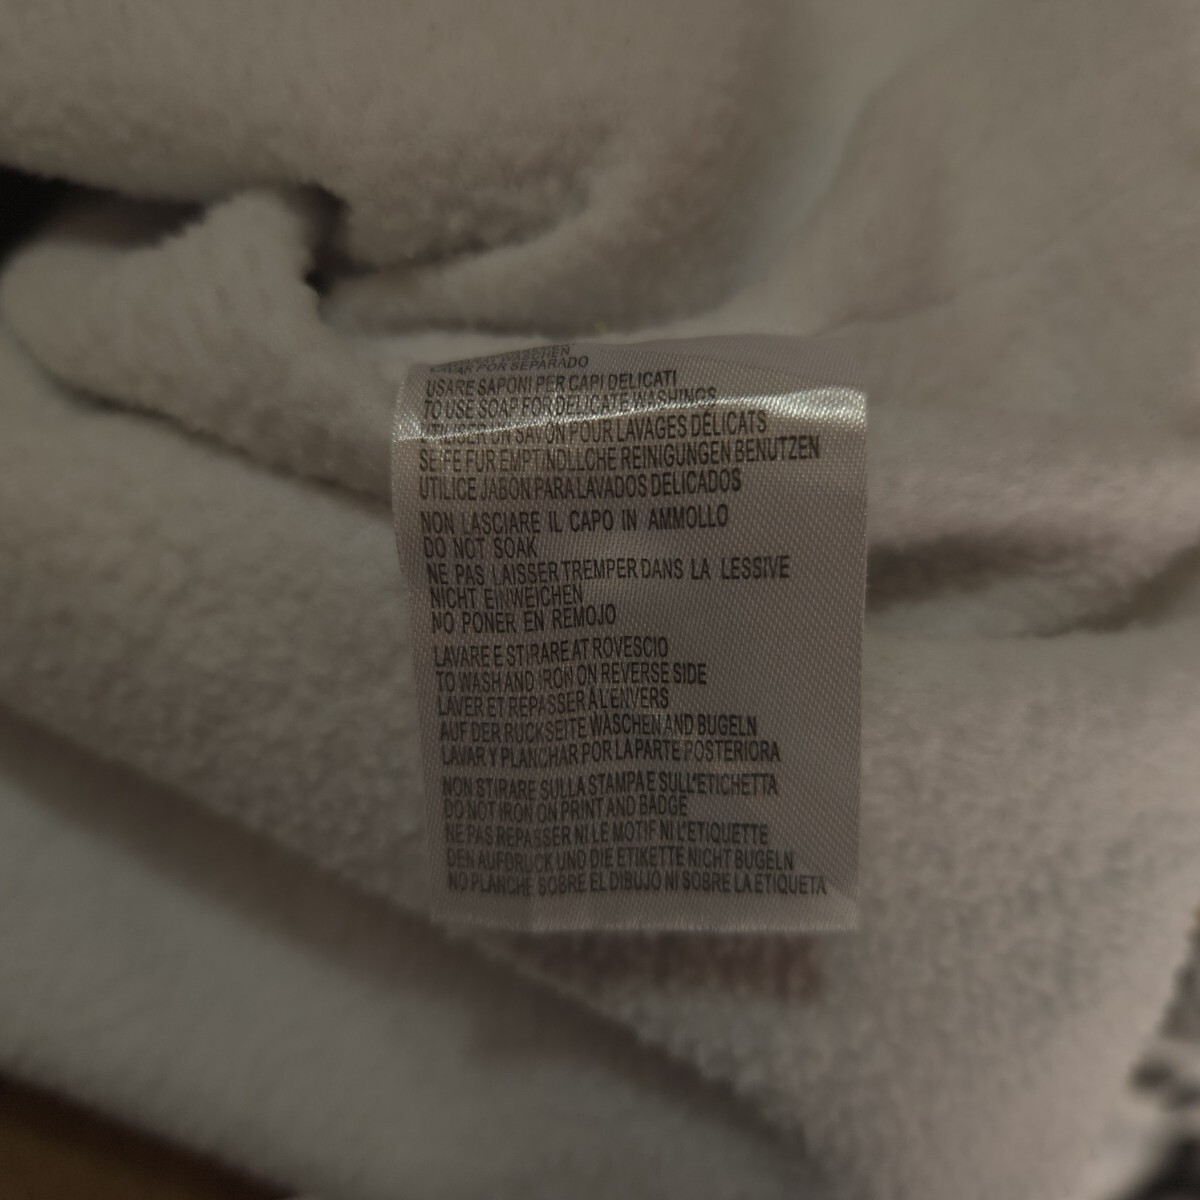 WASCHEN
LAVAR POR SEPARADO
USARE SAPONI PER CAPI DELICATI
TO USE SOAP FOR DELICATE WASHINGS
UTILISER UN SAVON POUR LAVAGES DÉLICATS
SEIFE FUR EMPTINDLLCHE REINIGUNGEN BENUTZEN
UTILICE JABON PARA LAVADOS DELICADOS
NON LASCIARE IL CAPO IN AMMOLLO
DO NOT SOAK
NE PAS LAISSER TREMPER DANS LA LESSIVE
NICHT EINWEICHEN
NO PONER EN REMOJO
LAVARE E STIRARE AT ROVESCIO
TO WASH AND IRON ON REVERSE SIDE
LAVER ET REPASSER À L'ENVERS
AUF DER RUCKSEITE WASCHEN AND BUGELN
LAVAR Y PLANCHAR POR LA PARTE POSTERIORA
NON STIRARE SULLA STAMPA E SULL'ETICHETTA
DO NOT IRON ON PRINT AND BADGE
NE PAS REPASSER NI LE MOTIF NI L'ETIQUETTE
DEN AUFDRUCK UND DIE ETIKETTE NICHT BUGELN
NO PLANCHE SOBRE EL DIBUJO NI SOBRE LA ETIQUETA